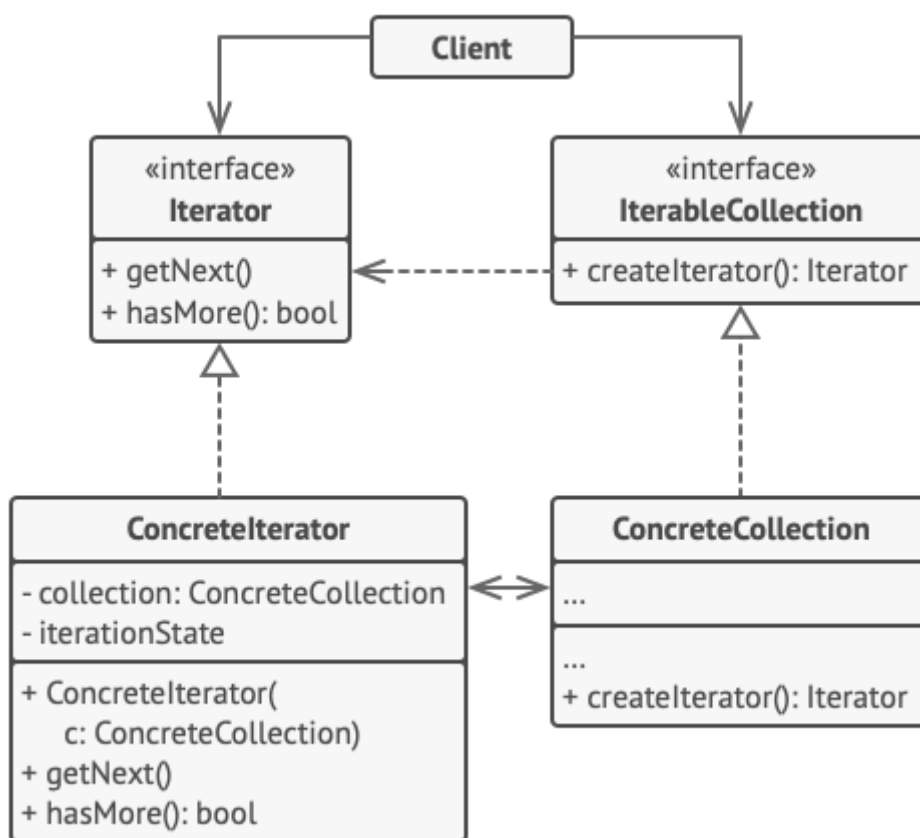 Client
«interface»
Iterator
+ getNext()
+ hasMore(): bool
«interface»
IterableCollection
+ createIterator(): Iterator
ConcreteIterator
- collection: ConcreteCollection
- iterationState
+ ConcreteIterator(
c: ConcreteCollection)
+ getNext()
+ hasMore(): bool
ConcreteCollection
...
...
+ createIterator(): Iterator